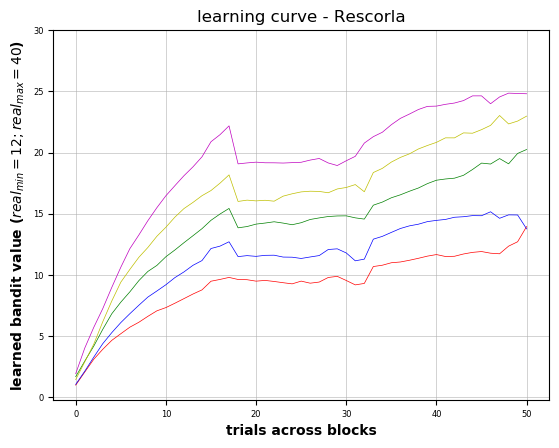 learning curve - Rescorla
learned bandit value (real_min = 12; real_max = 40)
30
25
20
15
10
5
0
0 10 20 30 40 50
trials across blocks